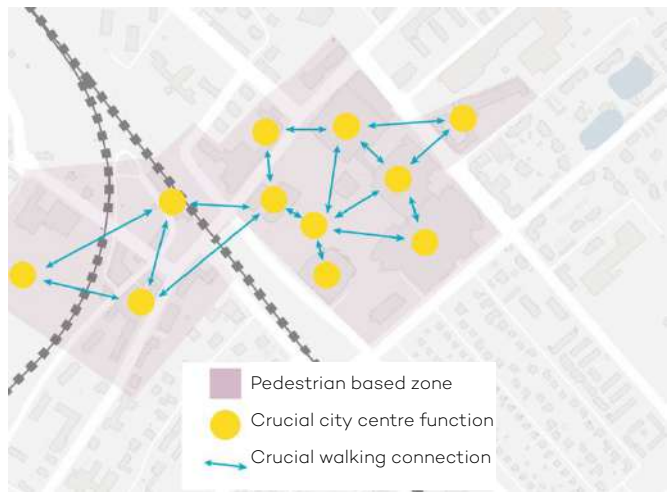 Pedestrian based zone
Crucial city centre function
Crucial walking connection